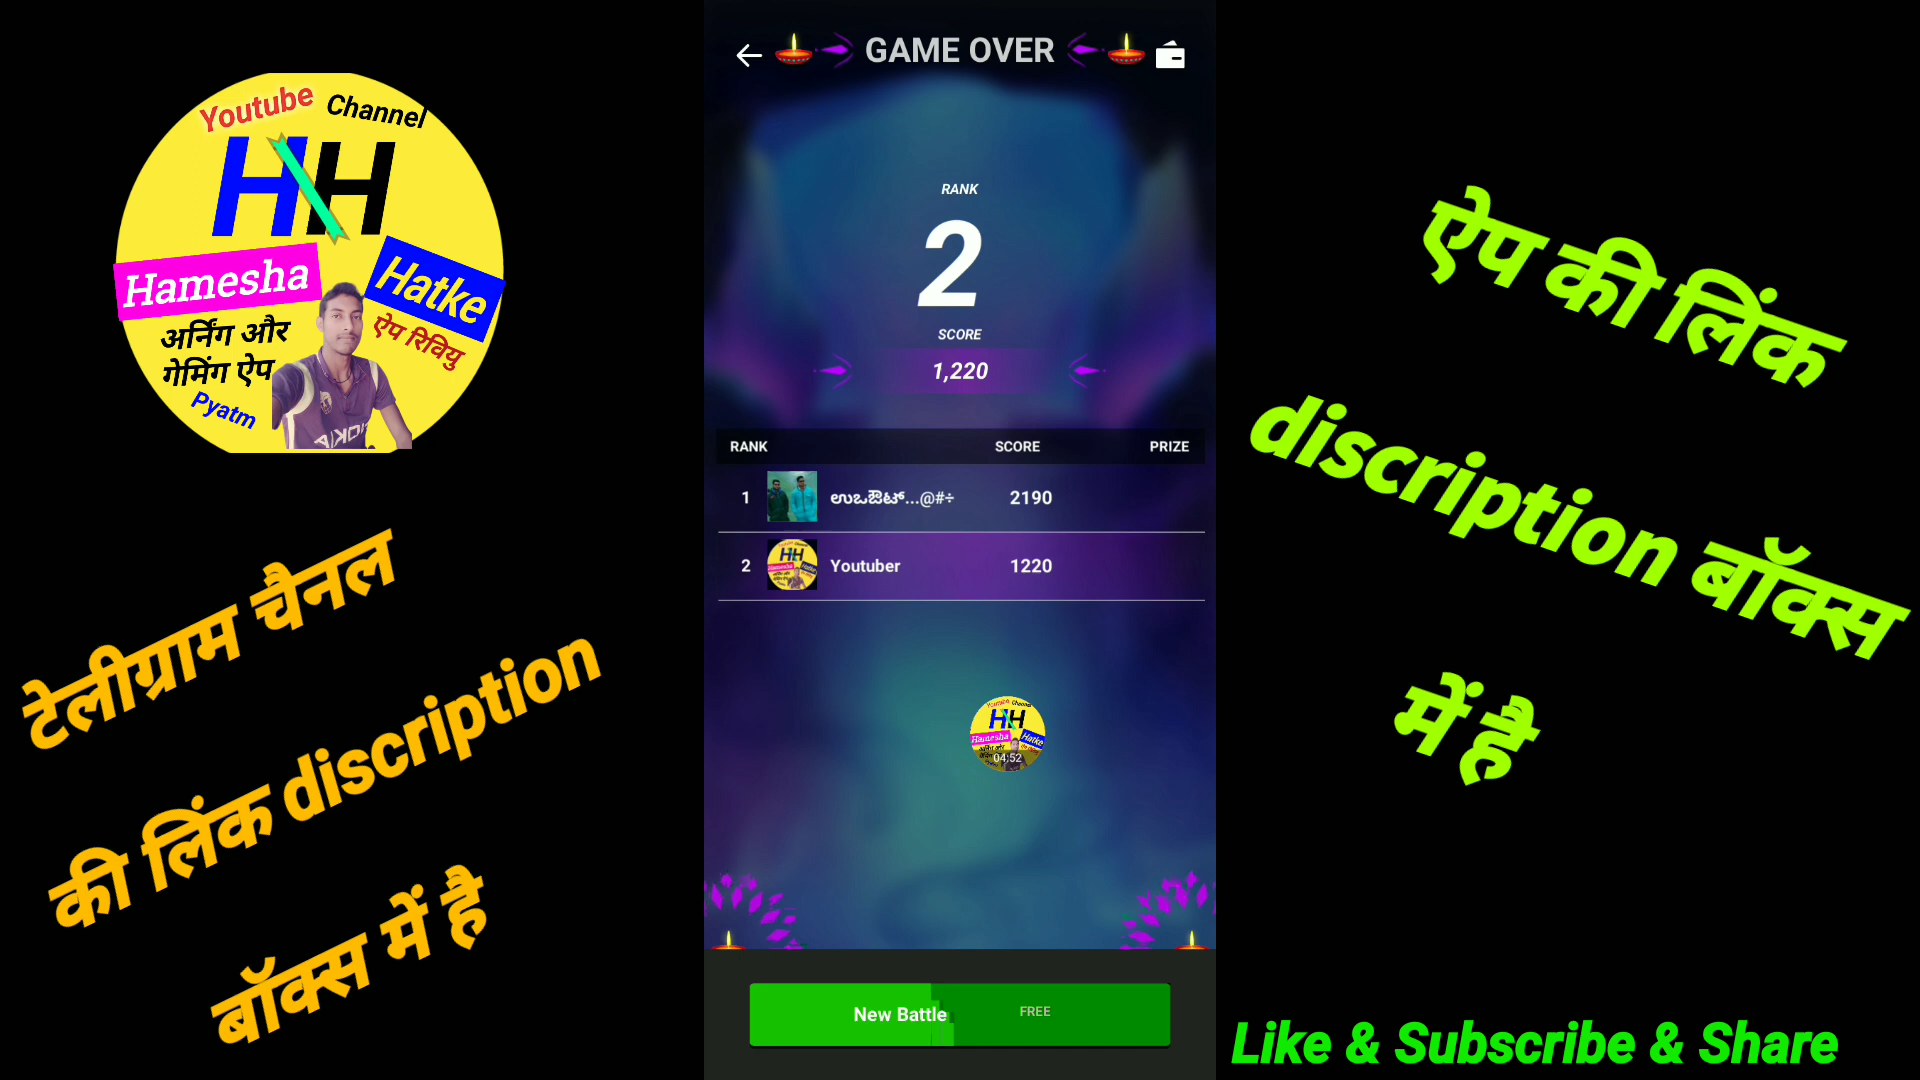 Youtube Channel
HH
Hamesha
Hatke
अर्निंग और
गेमिंग ऐप
ऐप रिवियु
Pyatm
टेलीग्राम चैनल
की लिंक discription
बॉक्स में है
GAME OVER
RANK
2
SCORE
1,220
RANK SCORE PRIZE
1 ಉಒಔಟ್...@#÷ 2190
2 Youtuber 1220
04:52
New Battle FREE
ऐप की लिंक
discription बॉक्स
में है
Like & Subscribe & Share